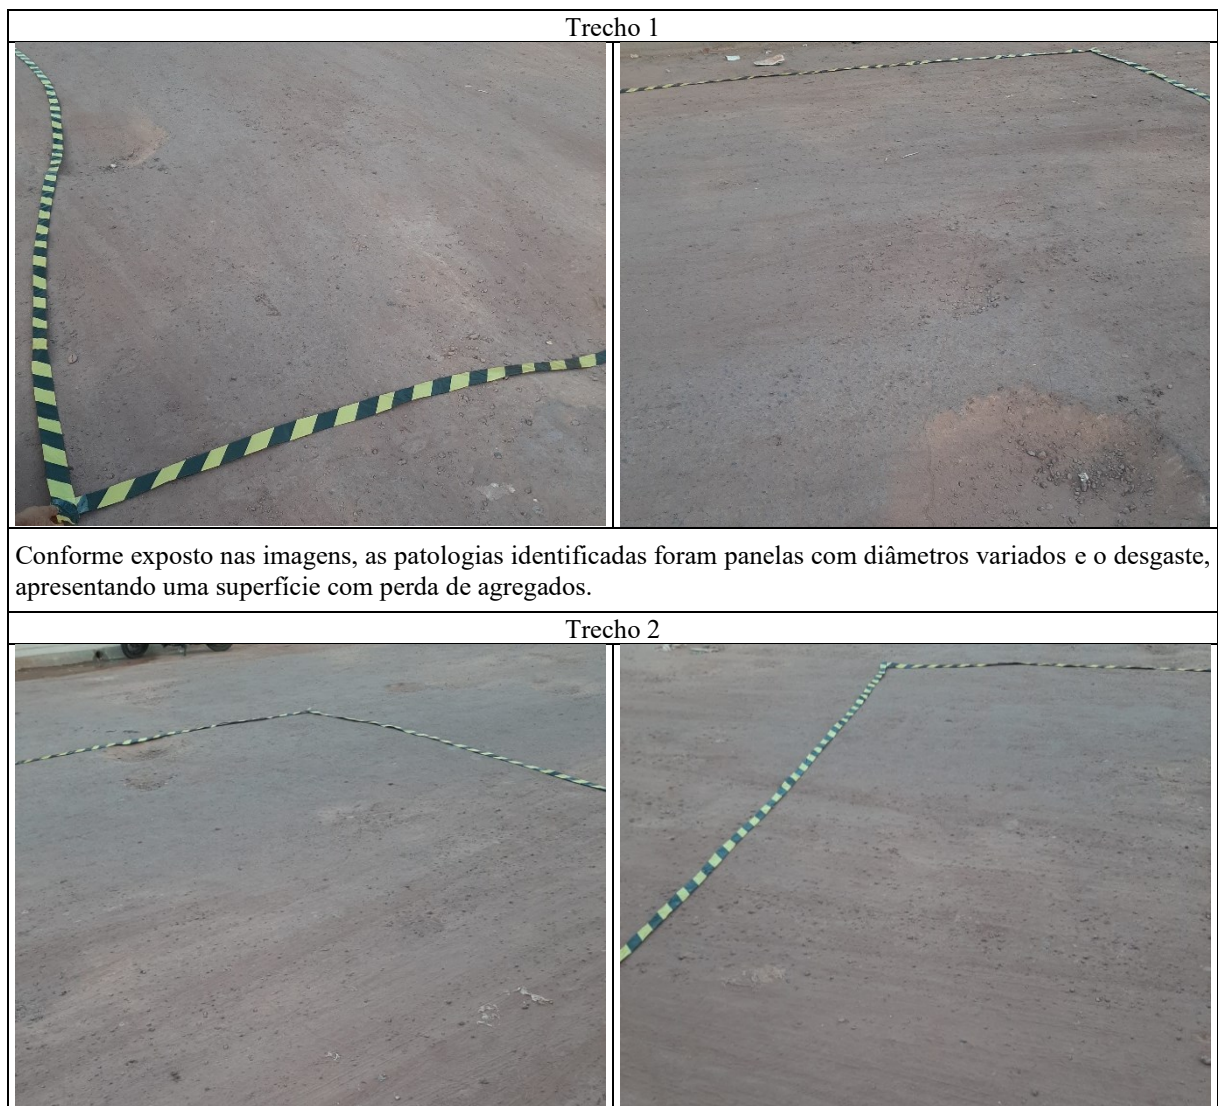 Trecho 1
Conforme exposto nas imagens, as patologias identificadas foram panelas com diâmetros variados e o desgaste,
apresentando uma superfície com perda de agregados.
Trecho 2